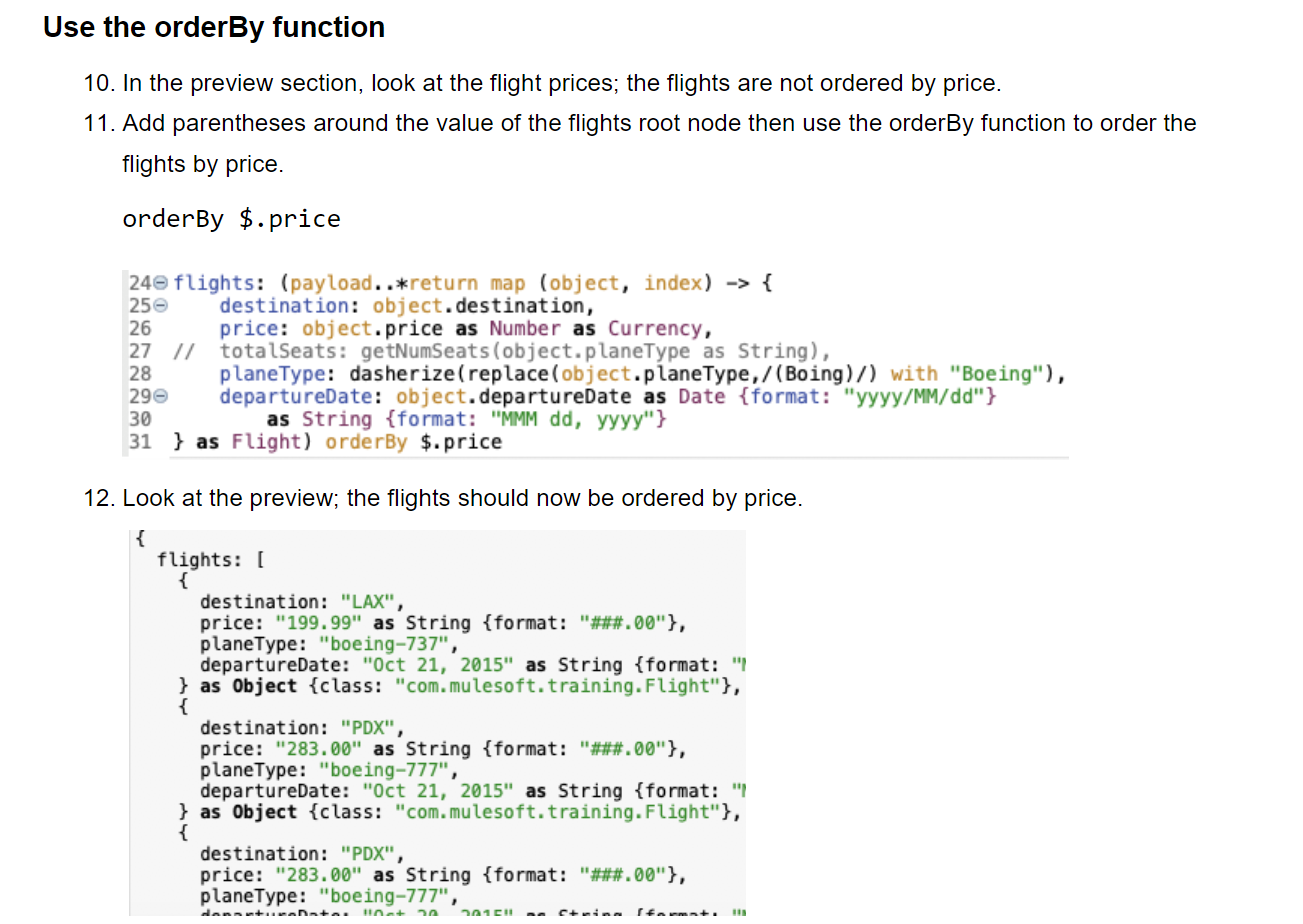 Use the orderBy function
10. In the preview section, look at the flight prices; the flights are not ordered by price.
11. Add parentheses around the value of the flights root node then use the orderBy function to order the
flights by price.
orderBy $.price
24 flights: (payload..*return map (object, index) -> {
25 destination: object.destination,
26 price: object.price as Number as Currency,
27 // totalSeats: getNumSeats(object.planeType as String),
28 planeType: dasherize(replace(object.planeType,/(Boing)/) with "Boeing"),
29 departureDate: object.departureDate as Date {format: "yyyy/MM/dd"}
30 as String {format: "MMM dd, yyyy"}
31 } as Flight) orderBy $.price
12. Look at the preview; the flights should now be ordered by price.
{
flights: [
{
destination: "LAX",
price: "199.99" as String {format: "###.00"},
planeType: "boeing-737",
departureDate: "Oct 21, 2015" as String {format: "
} as Object {class: "com.mulesoft.training.Flight"},
{
destination: "PDX",
price: "283.00" as String {format: "###.00"},
planeType: "boeing-777",
departureDate: "Oct 21, 2015" as String {format: "
} as Object {class: "com.mulesoft.training.Flight"},
{
destination: "PDX",
price: "283.00" as String {format: "###.00"},
planeType: "boeing-777",
departureDate: "Oct 20, 2015" as String {format: "